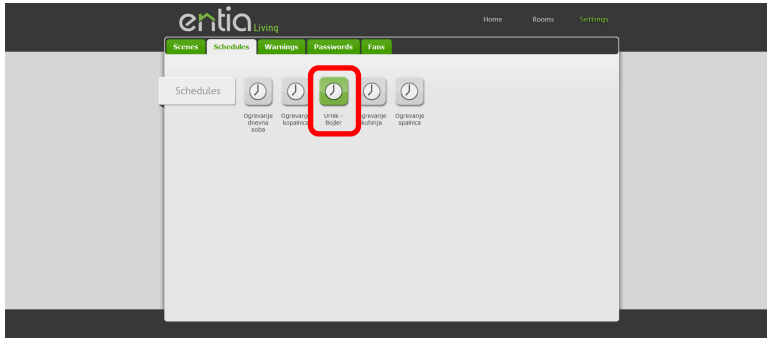 entia Living
Home Rooms Settings
Scenes Schedules Warnings Passwords Fans
Schedules
Ogrevanje dnevna soba
Ogrevanje kopalnica
Urnik - Bojler
grevanje kuhinja
Ogrevanje spalnica